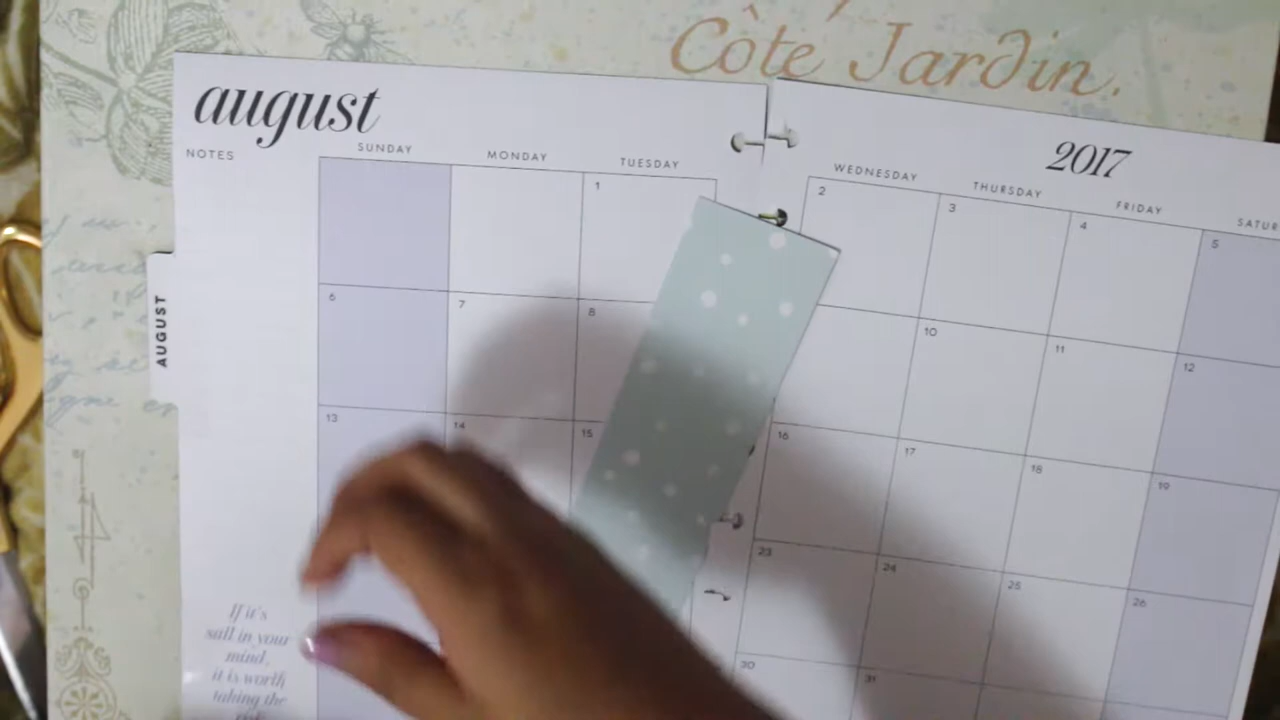 Côte Jardin.
august
2017
NOTES
SUNDAY MONDAY TUESDAY WEDNESDAY THURSDAY FRIDAY SATUR
1 2 3 4 5
6 7 8 10 11 12
13 14 15 16 17 18 19
23 24 25 26
30 31
AUGUST
If it's
still in your
mind,
it is worth
taking the